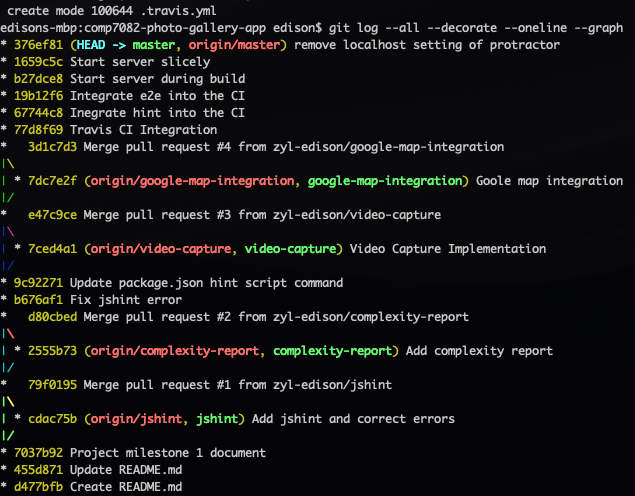 create mode 100644 .travis.yml
edisons-mbp:comp7082-photo-gallery-app edison$ git log --all --decorate --oneline --graph
* 376ef81 (HEAD -> master, origin/master) remove localhost setting of protractor
* 1659c5c Start server slicely
* b27dce8 Start server during build
* 19b12f6 Integrate e2e into the CI
* 67744c8 Inegrate hint into the CI
* 77d8f69 Travis CI Integration
*   3d1c7d3 Merge pull request #4 from zyl-edison/google-map-integration
|\
| * 7dc7e2f (origin/google-map-integration, google-map-integration) Goole map integration
|/
*   e47c9ce Merge pull request #3 from zyl-edison/video-capture
|\
| * 7ced4a1 (origin/video-capture, video-capture) Video Capture Implementation
|/
* 9c92271 Update package.json hint script command
* b676af1 Fix jshint error
*   d80cbed Merge pull request #2 from zyl-edison/complexity-report
|\
| * 2555b73 (origin/complexity-report, complexity-report) Add complexity report
|/
*   79f0195 Merge pull request #1 from zyl-edison/jshint
|\
| * cdac75b (origin/jshint, jshint) Add jshint and correct errors
|/
* 7037b92 Project milestone 1 document
* 455d871 Update README.md
* d477bfb Create README.md